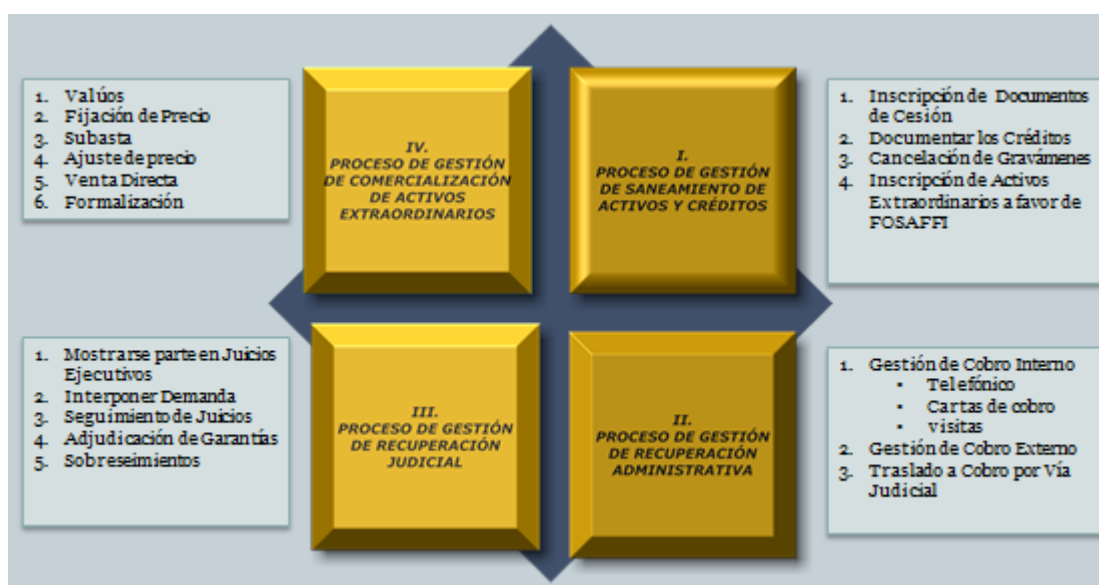 1. Valúos
2. Fijación de Precio
3. Subasta
4. Ajuste de precio
5. Venta Directa
6. Formalización
IV.
PROCESO DE GESTIÓN
DE COMERCIALIZACIÓN
DE ACTIVOS
EXTRAORDINARIOS
I.
PROCESO DE GESTIÓN
DE SANEAMIENTO DE
ACTIVOS Y CRÉDITOS
1. Inscripción de Documentos
de Cesión
2. Documentar los Créditos
3. Cancelación de Gravámenes
4. Inscripción de Activos
Extraordinarios a favor de
FOSAFFI
1. Mostrarse parte en Juicios
Ejecutivos
2. Interponer Demanda
3. Seguimiento de Juicios
4. Adjudicación de Garantías
5. Sobreseimientos
III.
PROCESO DE GESTIÓN
DE RECUPERACIÓN
JUDICIAL
II.
PROCESO DE GESTIÓN
DE RECUPERACIÓN
ADMINISTRATIVA
1. Gestión de Cobro Interno
▪ Telefónico
▪ Cartas de cobro
▪ visitas
2. Gestión de Cobro Externo
3. Traslado a Cobro por Vía
Judicial